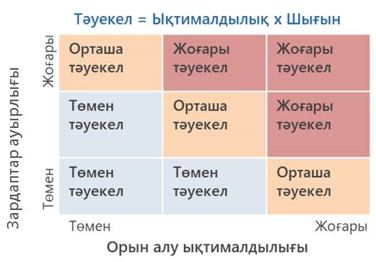 Тәуекел = Ықтималдылық x Шығын
Зардаптар ауырлығы
Жоғары
Төмен
Орташа
тәуекел
Жоғары
тәуекел
Жоғары
тәуекел
Төмен
тәуекел
Орташа
тәуекел
Жоғары
тәуекел
Төмен
тәуекел
Төмен
тәуекел
Орташа
тәуекел
Төмен
Жоғары
Орын алу ықтималдылығы